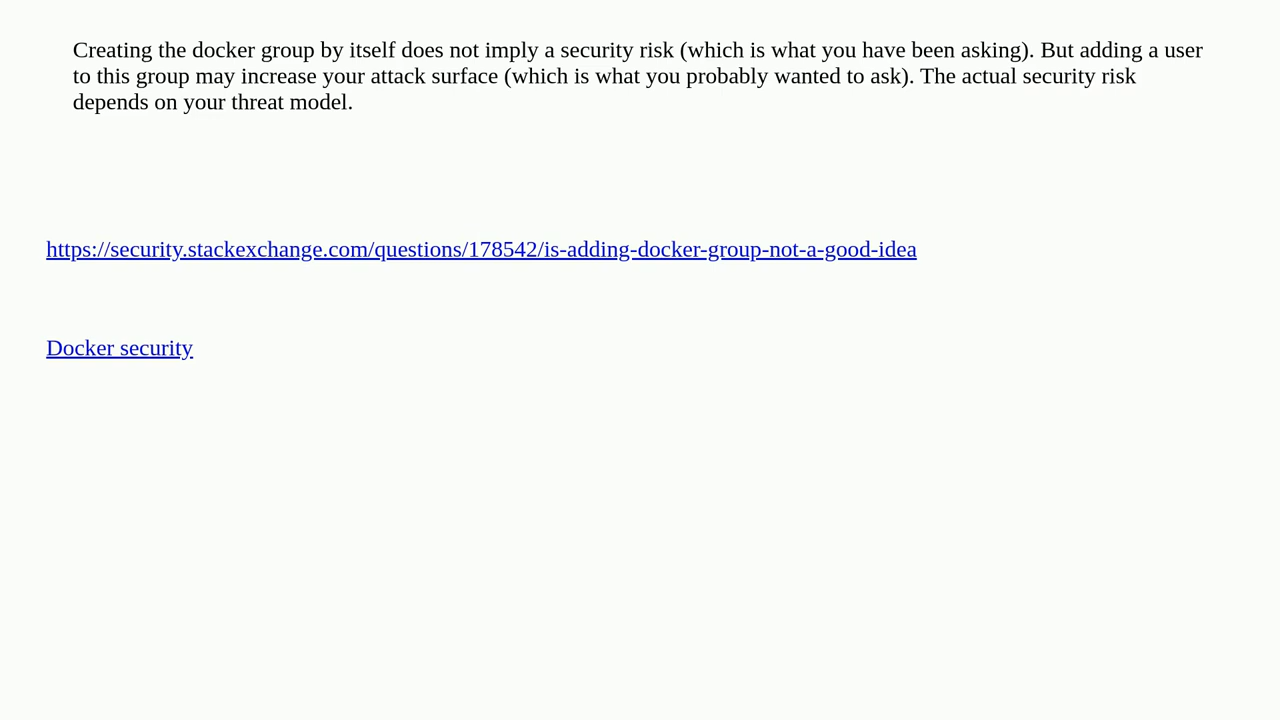 Creating the docker group by itself does not imply a security risk (which is what you have been asking). But adding a user
to this group may increase your attack surface (which is what you probably wanted to ask). The actual security risk
depends on your threat model.
https://security.stackexchange.com/questions/178542/is-adding-docker-group-not-a-good-idea
Docker security